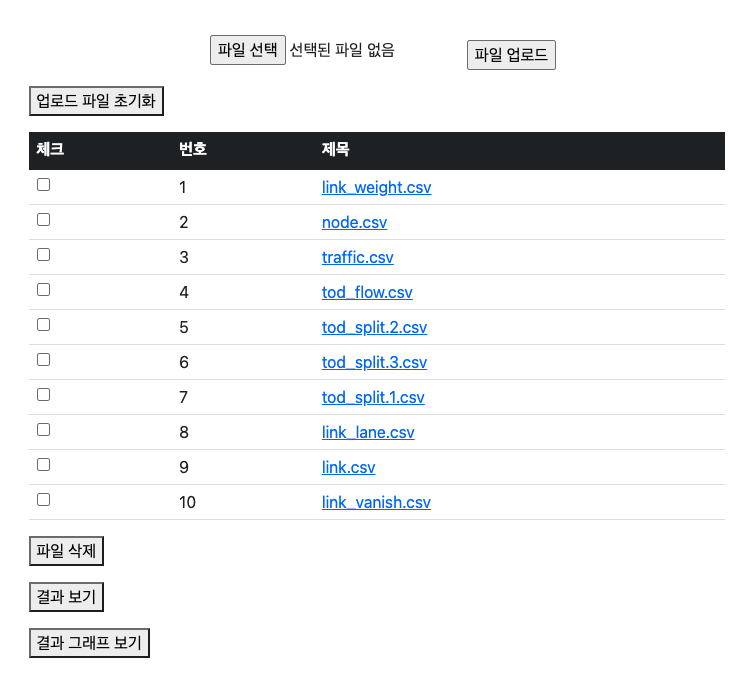 파일 선택 선택된 파일 없음 파일 업로드
업로드 파일 초기화
체크 번호 제목
1 link_weight.csv
2 node.csv
3 traffic.csv
4 tod_flow.csv
5 tod_split.2.csv
6 tod_split.3.csv
7 tod_split.1.csv
8 link_lane.csv
9 link.csv
10 link_vanish.csv
파일 삭제
결과 보기
결과 그래프 보기